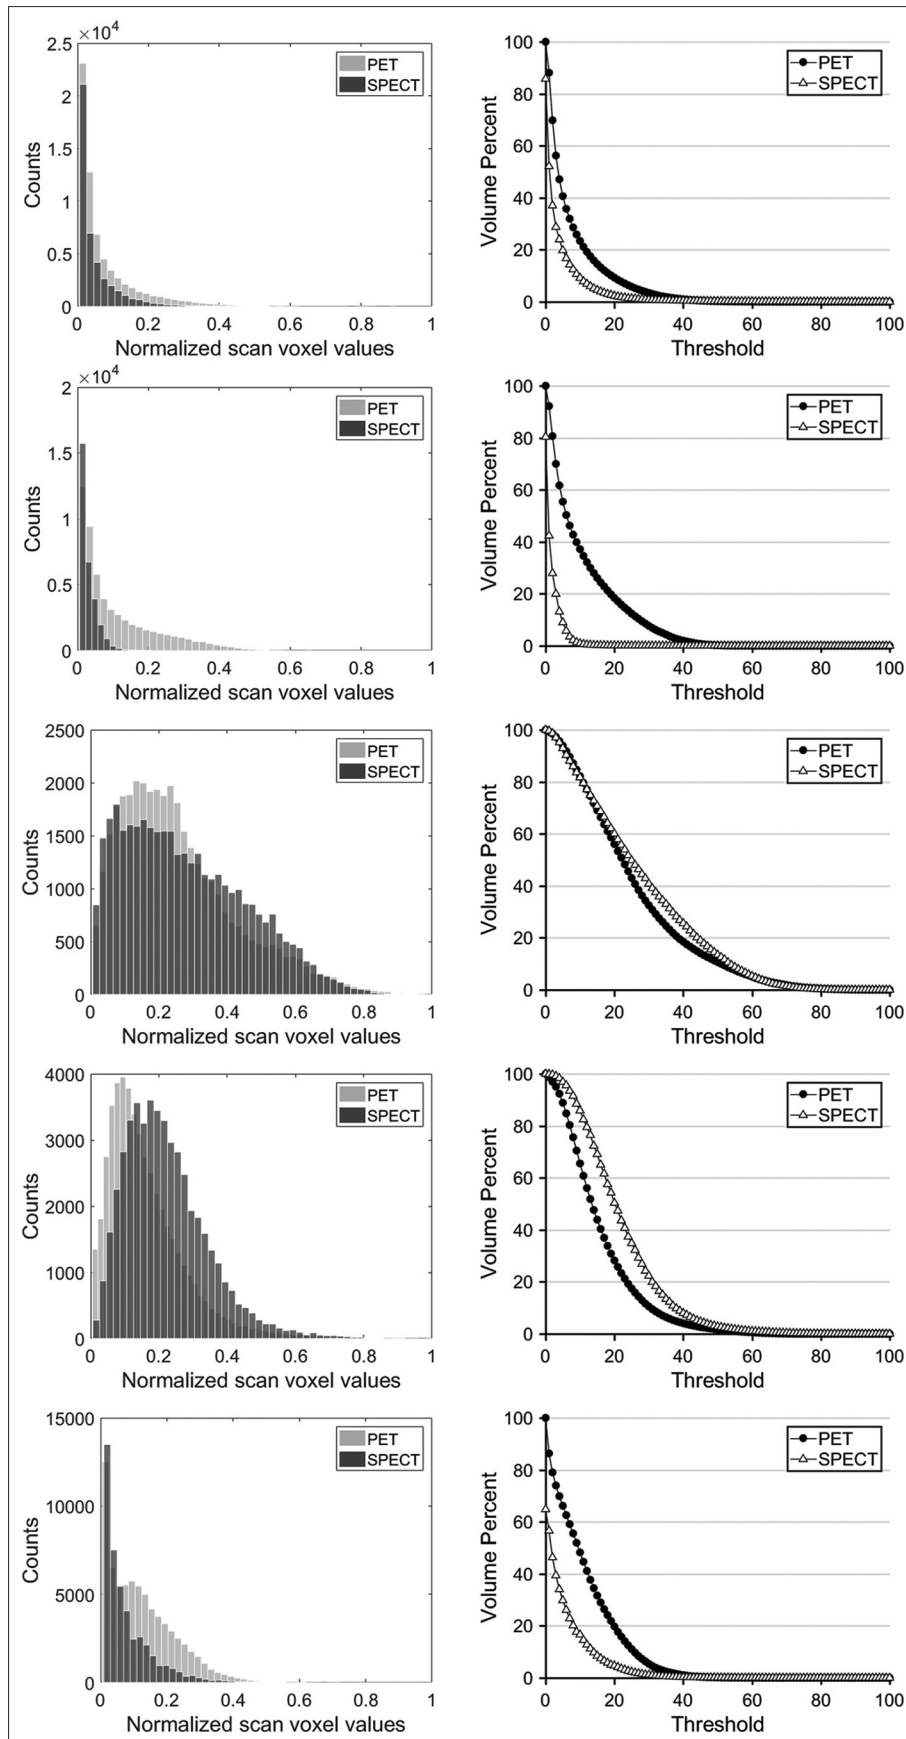 ×10⁴
2.5
2
1.5
1
0.5
0
Counts
PET
SPECT
0 0.2 0.4 0.6 0.8 1
Normalized scan voxel values
100
80
60
40
20
0
Volume Percent
PET
SPECT
0 20 40 60 80 100
Threshold
×10⁴
2
1.5
1
0.5
0
Counts
PET
SPECT
0 0.2 0.4 0.6 0.8 1
Normalized scan voxel values
100
80
60
40
20
0
Volume Percent
PET
SPECT
0 20 40 60 80 100
Threshold
2500
2000
1500
1000
500
0
Counts
PET
SPECT
0 0.2 0.4 0.6 0.8 1
Normalized scan voxel values
100
80
60
40
20
0
Volume Percent
PET
SPECT
0 20 40 60 80 100
Threshold
4000
3000
2000
1000
0
Counts
PET
SPECT
0 0.2 0.4 0.6 0.8 1
Normalized scan voxel values
100
80
60
40
20
0
Volume Percent
PET
SPECT
0 20 40 60 80 100
Threshold
15000
10000
5000
0
Counts
PET
SPECT
0 0.2 0.4 0.6 0.8 1
Normalized scan voxel values
100
80
60
40
20
0
Volume Percent
PET
SPECT
0 20 40 60 80 100
Threshold